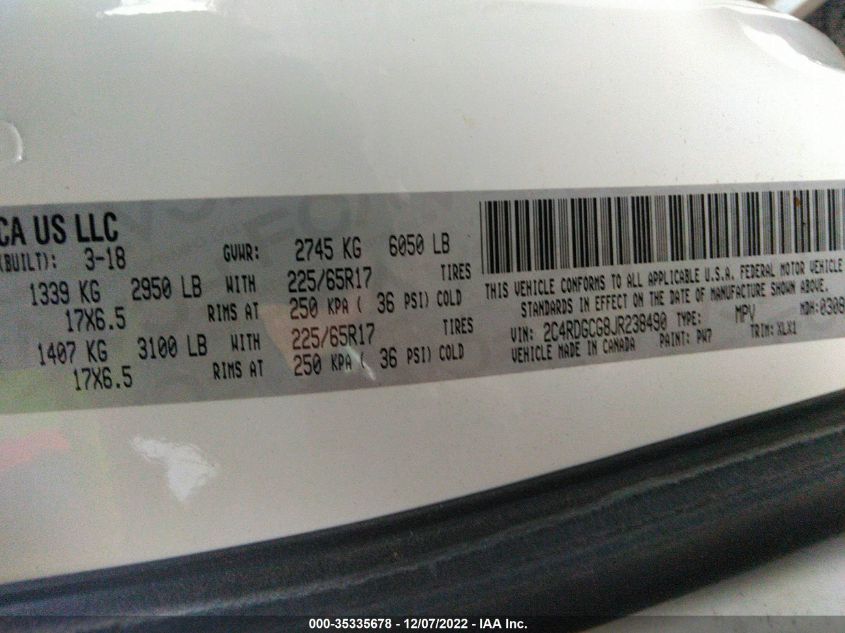 CA US LLC
(BUILT): 3-18 GVWR: 2745 KG 6050 LB
1339 KG 2950 LB WITH 225/65R17 TIRES
17X6.5 RIMS AT 250 KPA ( 36 PSI) COLD
1407 KG 3100 LB WITH 225/65R17 TIRES
17X6.5 RIMS AT 250 KPA ( 36 PSI) COLD
THIS VEHICLE CONFORMS TO ALL APPLICABLE U.S.A. FEDERAL MOTOR VEHICLE
STANDARDS IN EFFECT ON THE DATE OF MANUFACTURE SHOWN ABOVE.
VIN: 2C4RDGCG8JR238490 TYPE: MPV MDH: 0308
VEHICLE MADE IN CANADA PAINT: PW7 TRIM: XLX1
000-35335678 - 12/07/2022 - IAA Inc.